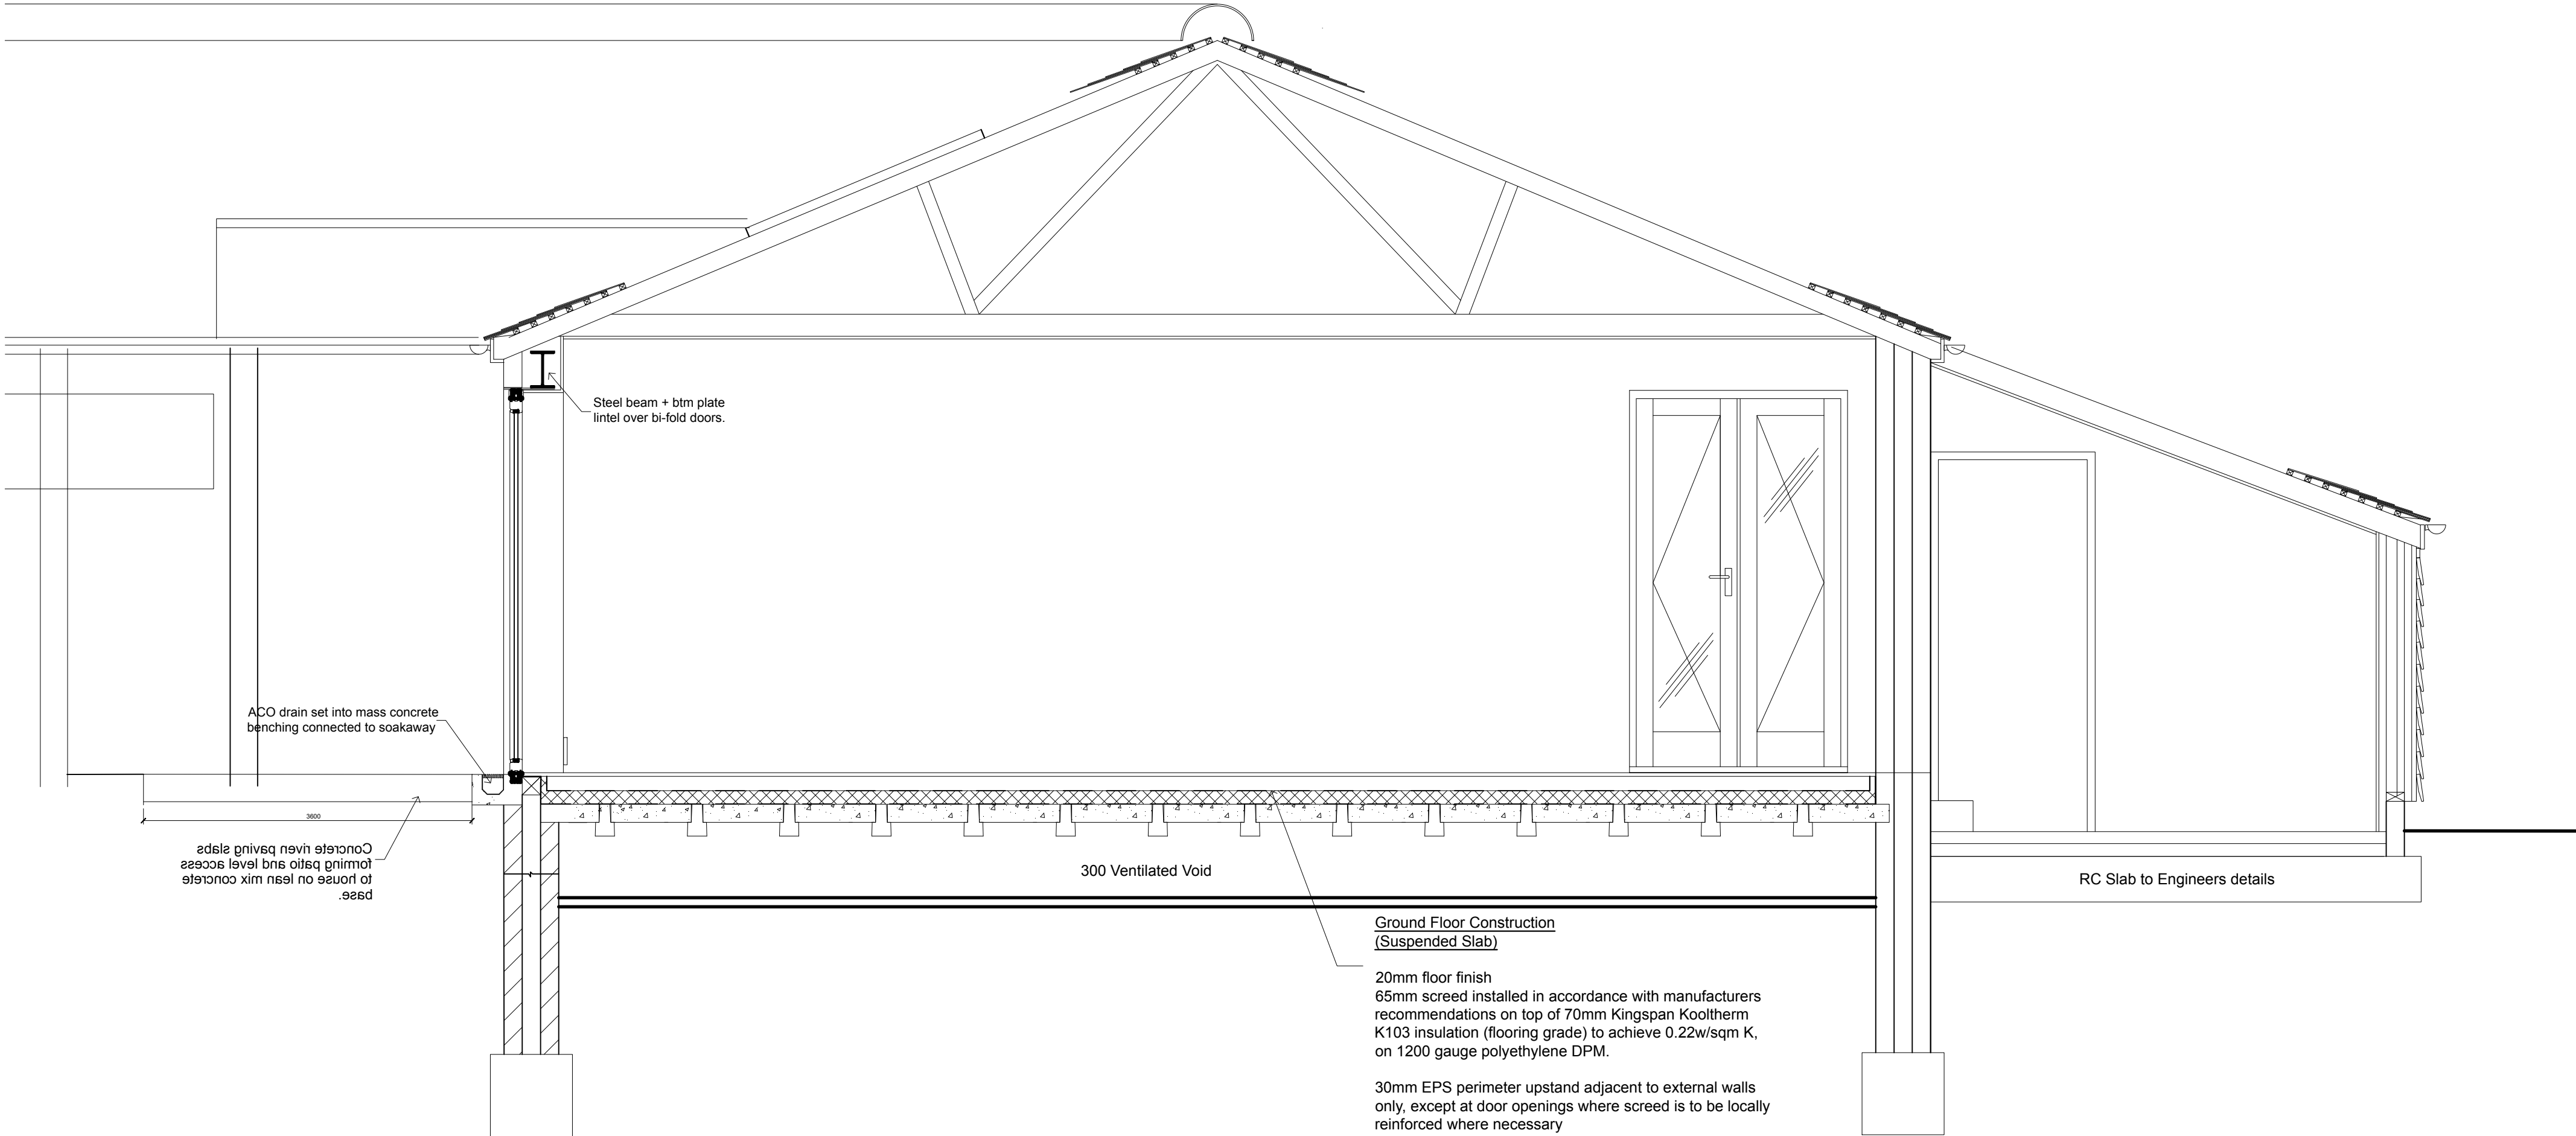 Steel beam + btm plate
lintel over bi-fold doors.
ACO drain set into mass concrete
benching connected to soakaway
3600
Concrete riven paving slabs
forming patio and level access
to house on lean mix concrete
base.
300 Ventilated Void
RC Slab to Engineers details
Ground Floor Construction
(Suspended Slab)
20mm floor finish
65mm screed installed in accordance with manufacturers
recommendations on top of 70mm Kingspan Kooltherm
K103 insulation (flooring grade) to achieve 0.22w/sqm K,
on 1200 gauge polyethylene DPM.
30mm EPS perimeter upstand adjacent to external walls
only, except at door openings where screed is to be locally
reinforced where necessary